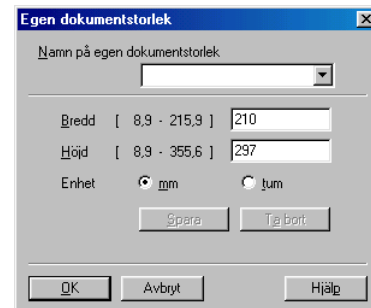 Egen dokumentstorlek
Namn på egen dokumentstorlek
Bredd [ 8,9 - 215,9 ] 210
Höjd [ 8,9 - 355,6 ] 297
Enhet mm tum
Spara Ta bort
OK Avbryt Hjälp